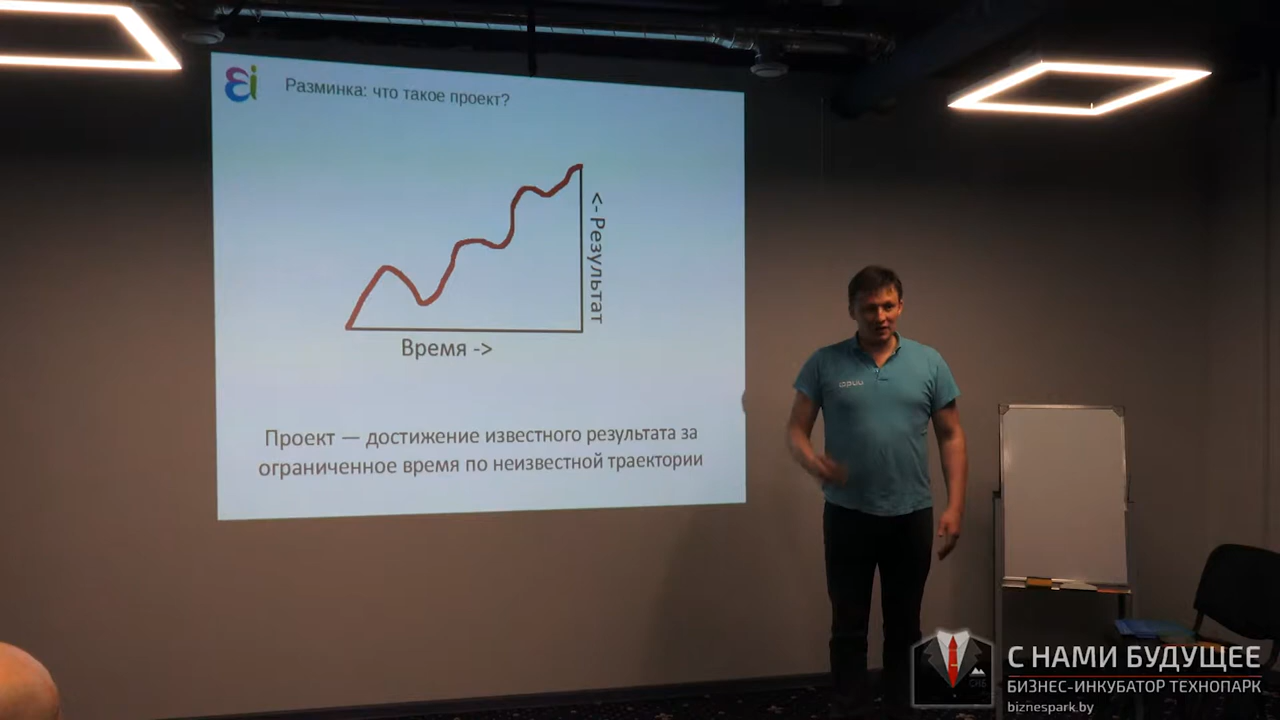 Разминка: что такое проект?
<- Результат
Время ->
Проект — достижение известного результата за
ограниченное время по неизвестной траектории
С НАМИ БУДУЩЕЕ
БИЗНЕС-ИНКУБАТОР ТЕХНОПАРК
biznespark.by